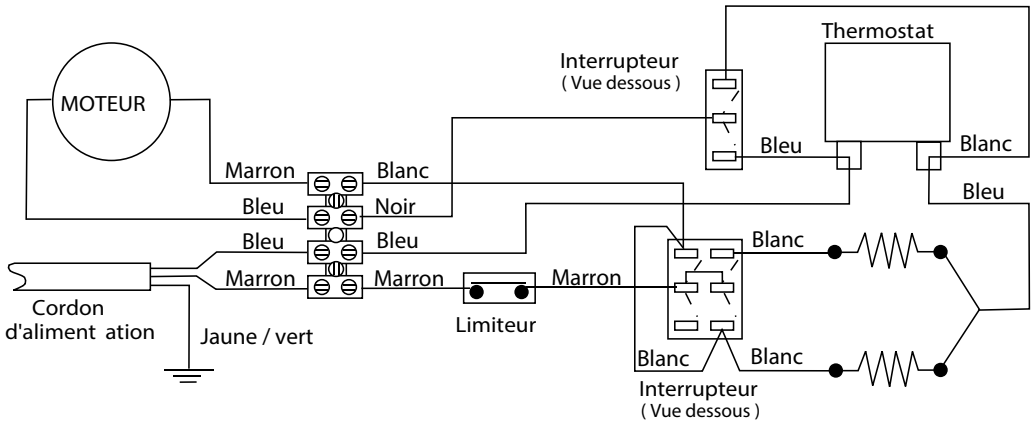 Thermostat
Interrupteur
( Vue dessous )
MOTEUR
Bleu
Blanc
Marron
Blanc
Bleu
Bleu
Noir
Bleu
Bleu
Blanc
Marron
Marron
Marron
Cordon
d'aliment ation
Jaune / vert
Limiteur
Blanc
Blanc
Interrupteur
( Vue dessous )